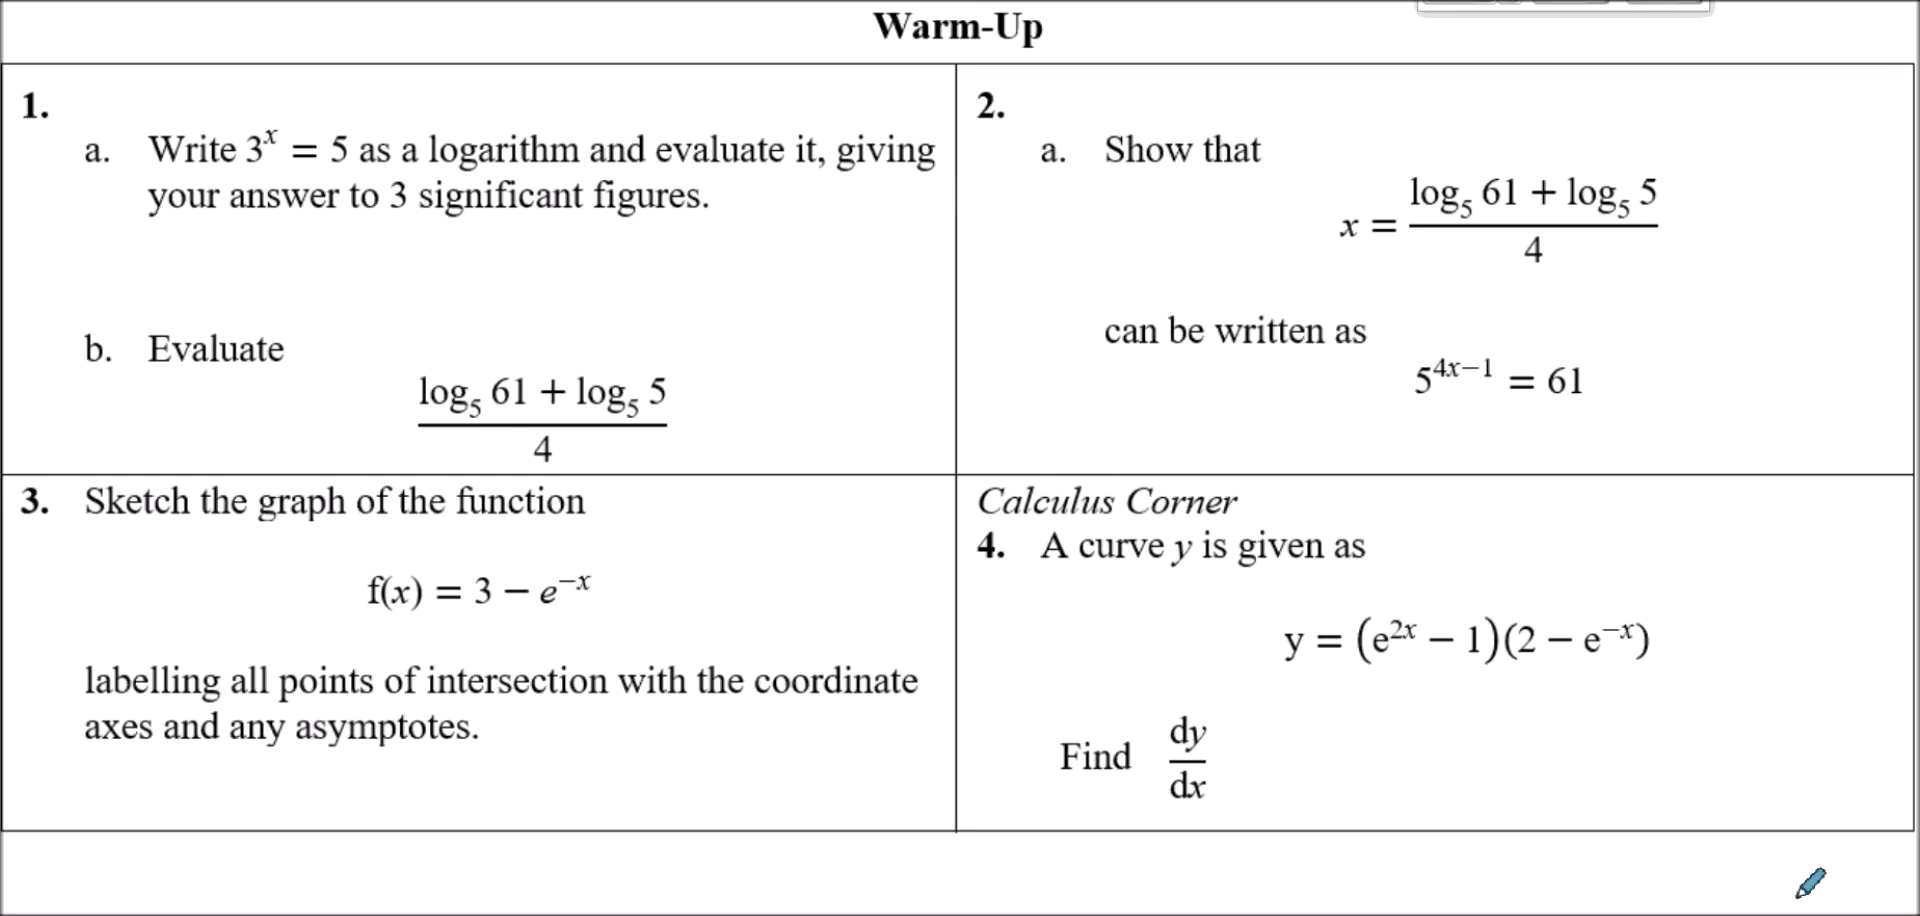 Warm-Up
1.
a. Write 3^x = 5 as a logarithm and evaluate it, giving
your answer to 3 significant figures.
b. Evaluate
log₅ 61 + log₅ 5
4
2.
a. Show that
x = (log₅ 61 + log₅ 5)/4
can be written as
5^(4x−1) = 61
3. Sketch the graph of the function
f(x) = 3 − e^(−x)
labelling all points of intersection with the coordinate
axes and any asymptotes.
Calculus Corner
4. A curve y is given as
y = (e^(2x) − 1)(2 − e^(−x))
Find dy/dx